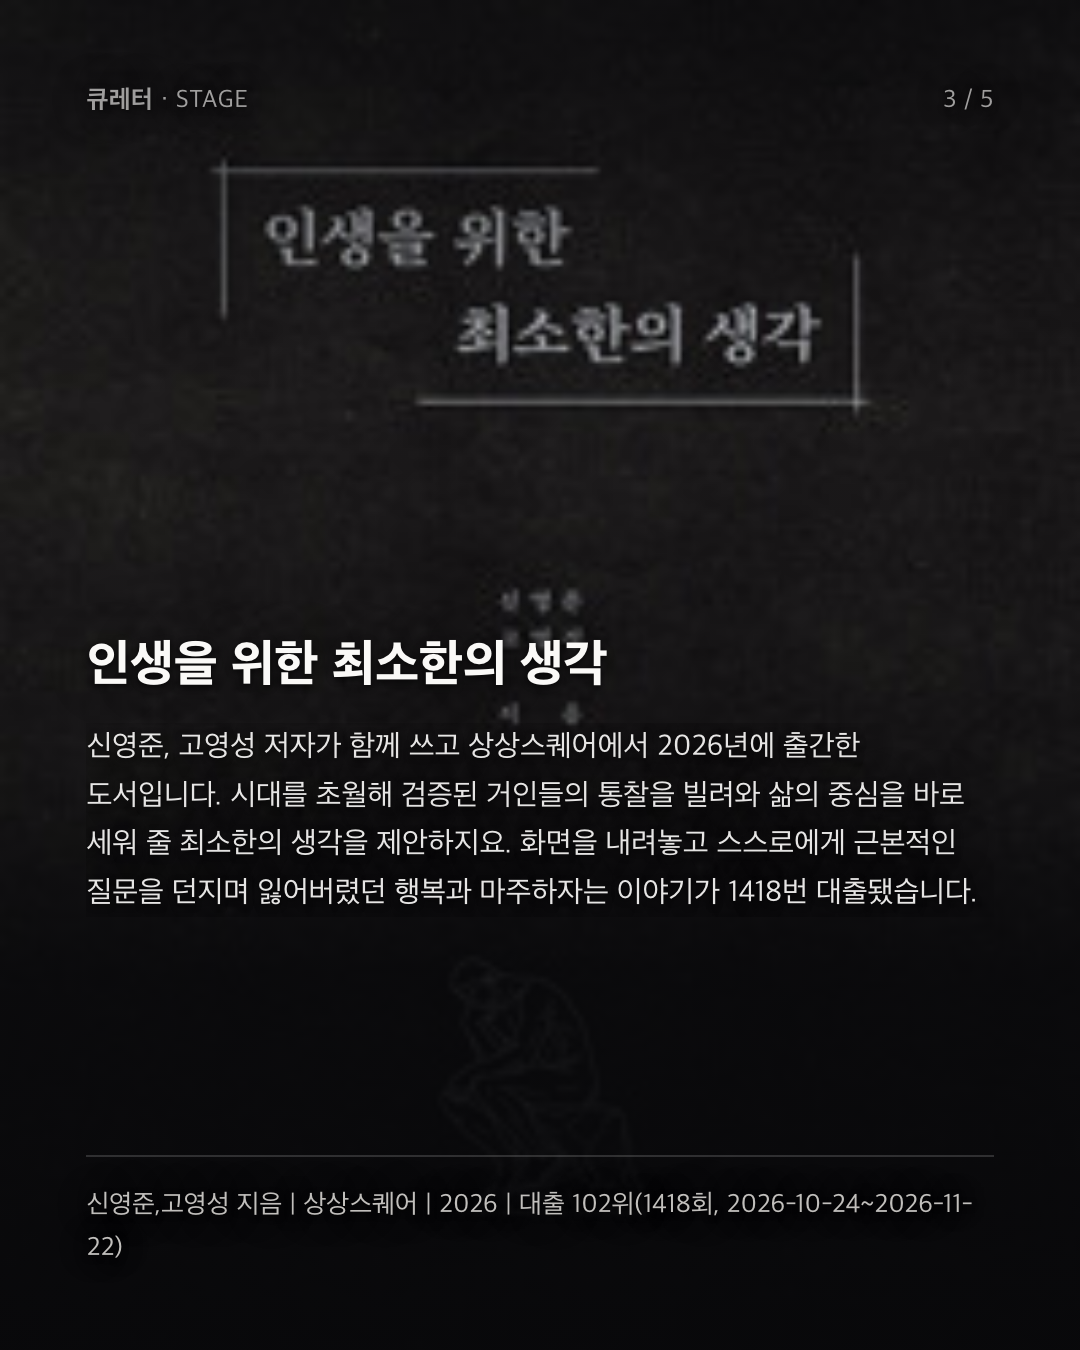 큐레터 · STAGE
3 / 5
인생을 위한
최소한의 생각
인생을 위한 최소한의 생각
신영준, 고영성 저자가 함께 쓰고 상상스퀘어에서 2026년에 출간한
도서입니다. 시대를 초월해 검증된 거인들의 통찰을 빌려와 삶의 중심을 바로
세워 줄 최소한의 생각을 제안하지요. 화면을 내려놓고 스스로에게 근본적인
질문을 던지며 잃어버렸던 행복과 마주하자는 이야기가 1418번 대출됐습니다.
신영준,고영성 지음 | 상상스퀘어 | 2026 | 대출 102위(1418회, 2026-10-24~2026-11-
22)